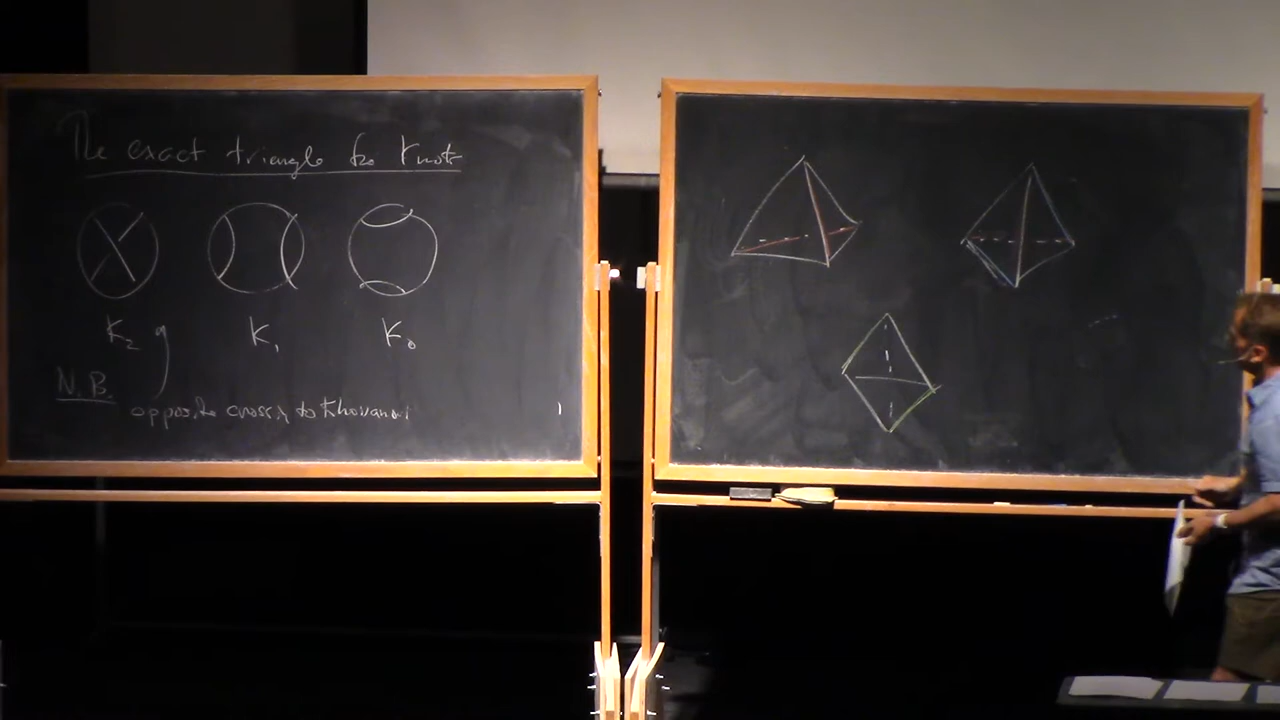 The exact triangle for Knots
K₂ K₁ K₀
N.B.
opposite crossing to Khovanov